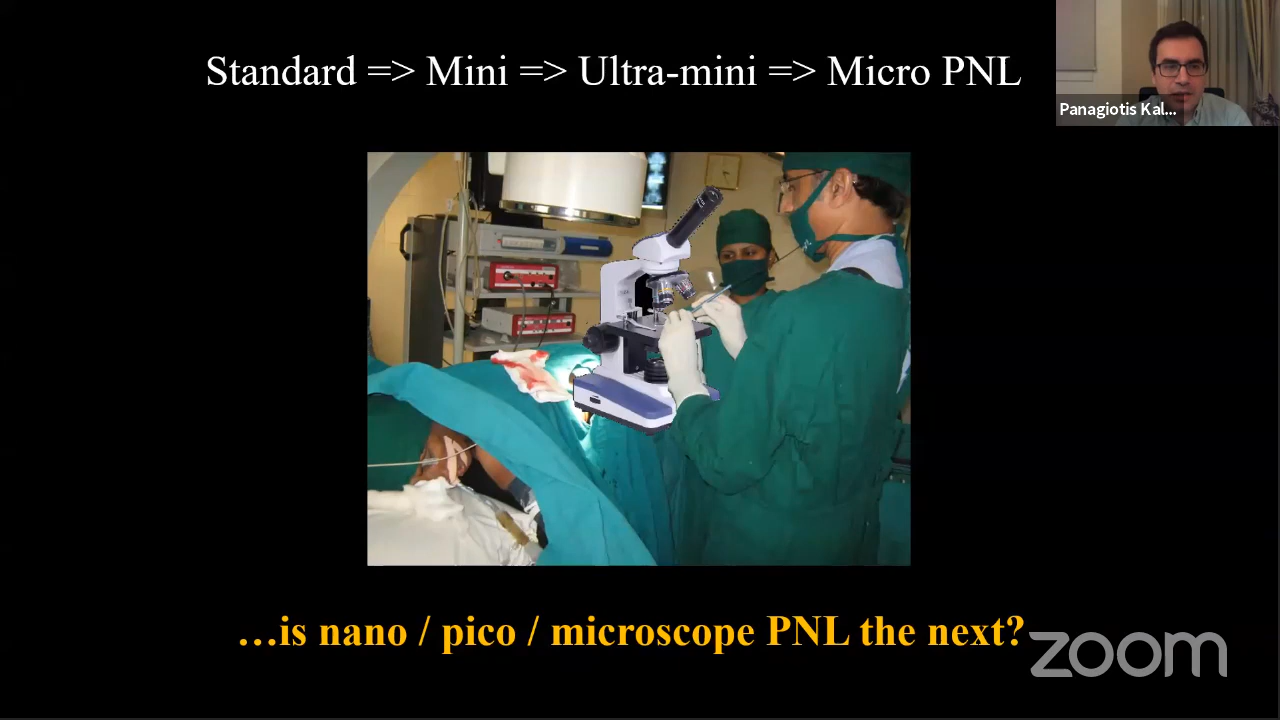 Standard => Mini => Ultra-mini => Micro PNL
Panagiotis Kal...
…is nano / pico / microscope PNL the next?
zoom